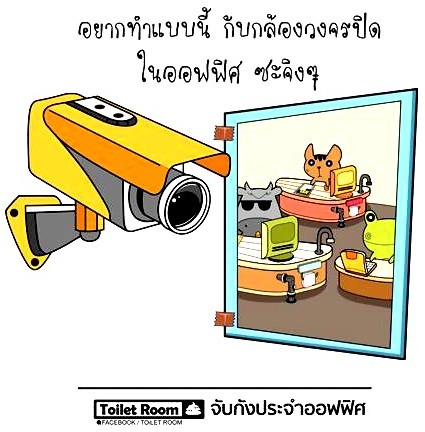 อยากทำแบบนี้ กับกล้องวงจรปิด
ในออฟฟิศ ซะจิงๆ
Toilet Room จับกังประจำออฟฟิศ
FACEBOOK / TOILET ROOM